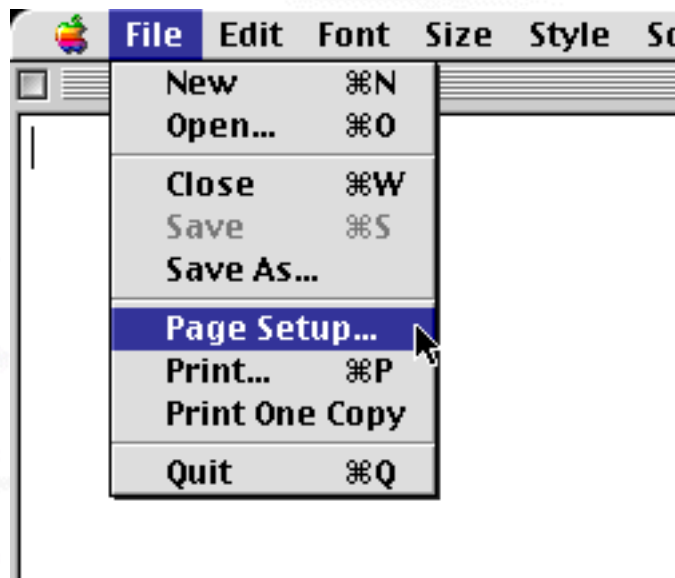 File Edit Font Size Style
New ⌘N
Open... ⌘O
Close ⌘W
Save ⌘S
Save As...
Page Setup...
Print... ⌘P
Print One Copy
Quit ⌘Q